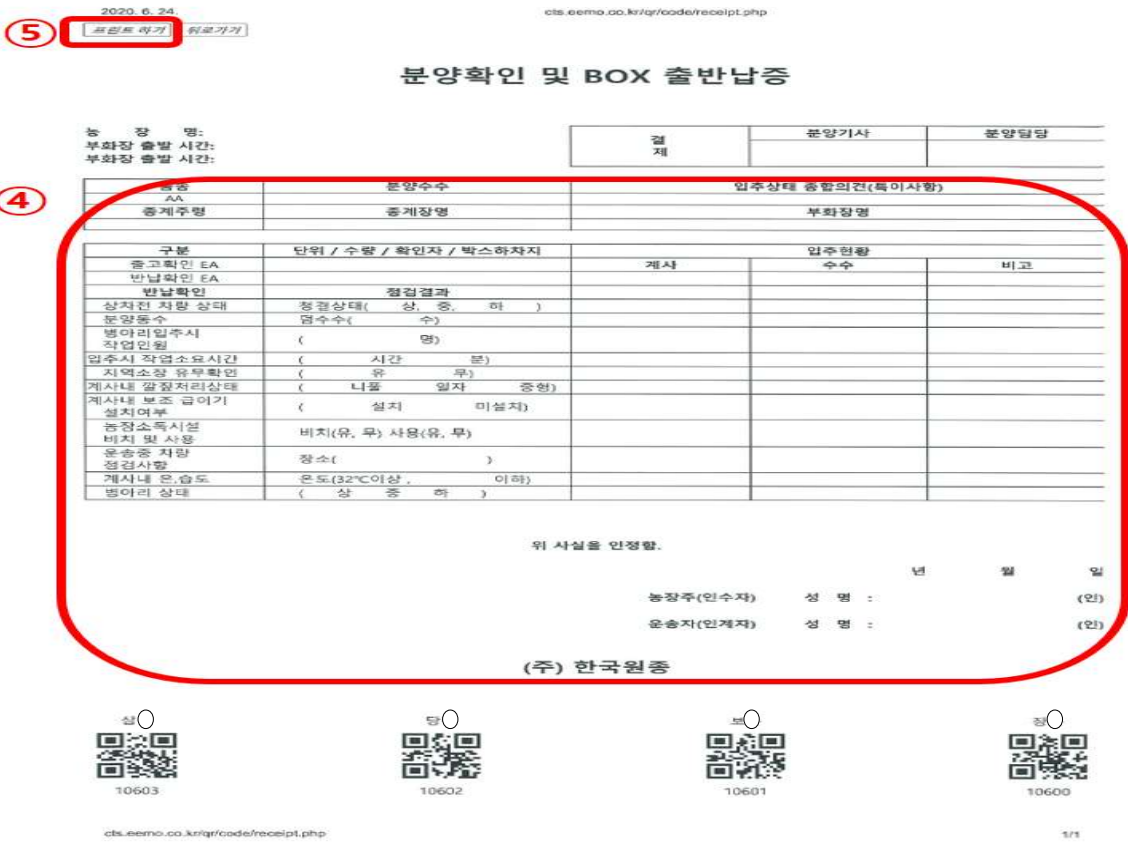 2020. 6. 24.
cts.eemo.co.kr/qr/code/receipt.php
⑤
프린트 하기 뒤로가기
분양확인 및 BOX 출반납증
농 장 명:
부화장 출발 시간:
부화장 출발 시간:
결제 분양기사 분양담당
④
분양수수 입추상태 종합의견(특이사항)
AA
종계주령 종계장명 부화장명
구분 단위 / 수량 / 확인자 / 박스하차지 입추현황
출고확인 EA 계사 수수 비고
반납확인 EA
반납확인 점검결과
상차전 차량 상태 청결상태( 상, 중, 하 )
분양동수 덤수수( 수)
병아리입추시
작업인원 ( 명)
입추시 작업소요시간 ( 시간 분)
지역소장 유무확인 ( 유 무)
계사내 깔짚처리상태 ( 니플 일자 중형)
계사내 보조 급이기
설치여부 ( 설치 미설치)
농장소독시설
비치 및 사용 비치(유, 무) 사용(유, 무)
운송중 차량
점검사항 장소( )
계사내 온,습도 온도(32℃이상 , 이하)
병아리 상태 ( 상 중 하 )
위 사실을 인정함.
년 월 일
농장주(인수자) 성 명 : (인)
운송자(인계자) 성 명 : (인)
(주) 한국원종
삼 당 보 장
10603 10602 10601 10600
cts.eemo.co.kr/qr/code/receipt.php 1/1